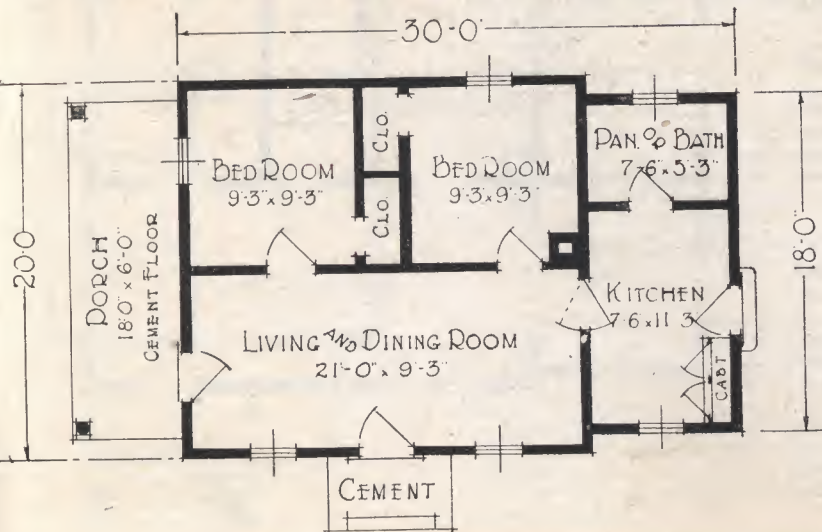 30-0"
BED ROOM
9'-3" x 9'-3"
CLO.
CLO.
BED ROOM
9'-3 x 9'-3"
PAN. OR BATH
7'-6" x 5'-3"
20-0
18'-0"
PORCH
18'-0" x 6'-0"
CEMENT FLOOR
LIVING AND DINING ROOM
21'-0" x 9'-3"
KITCHEN
7-6 x 11 3
CABT
CEMENT